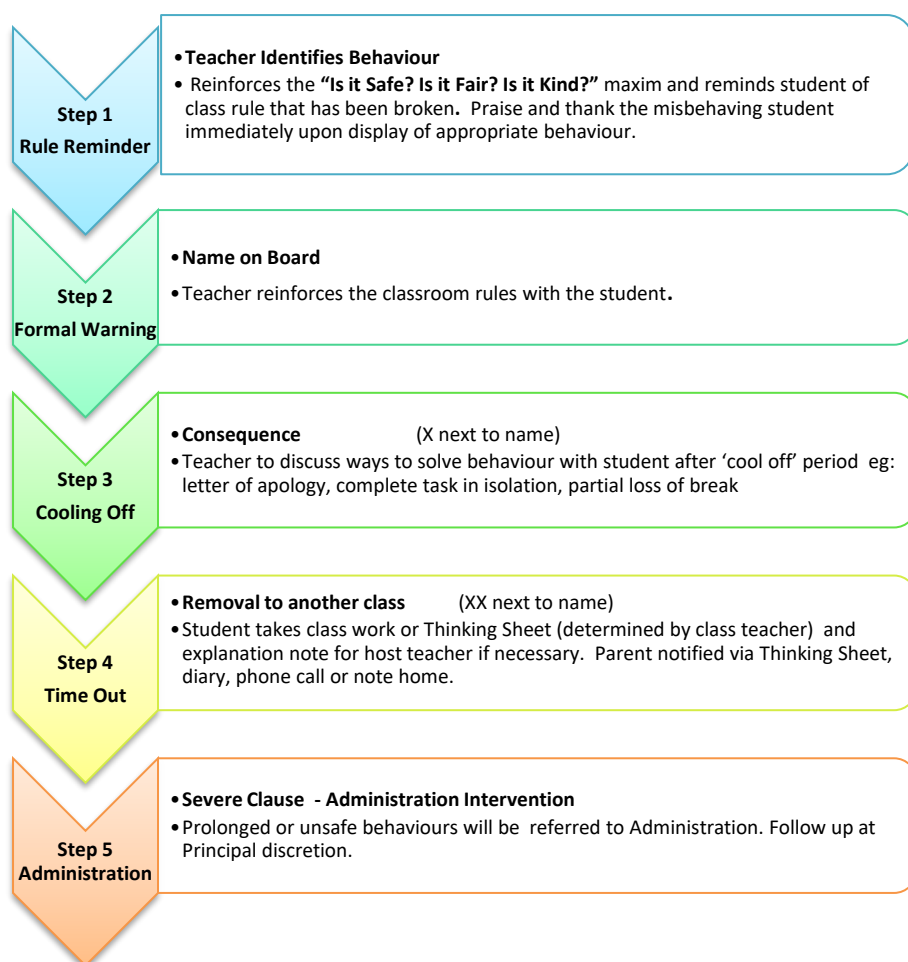 Step 1
Rule Reminder
•Teacher Identifies Behaviour
• Reinforces the “Is it Safe? Is it Fair? Is it Kind?” maxim and reminds student of
class rule that has been broken. Praise and thank the misbehaving student
immediately upon display of appropriate behaviour.
Step 2
Formal Warning
•Name on Board
•Teacher reinforces the classroom rules with the student.
Step 3
Cooling Off
•Consequence (X next to name)
•Teacher to discuss ways to solve behaviour with student after ‘cool off’ period eg:
letter of apology, complete task in isolation, partial loss of break
Step 4
Time Out
•Removal to another class (XX next to name)
•Student takes class work or Thinking Sheet (determined by class teacher) and
explanation note for host teacher if necessary. Parent notified via Thinking Sheet,
diary, phone call or note home.
Step 5
Administration
•Severe Clause - Administration Intervention
•Prolonged or unsafe behaviours will be referred to Administration. Follow up at
Principal discretion.